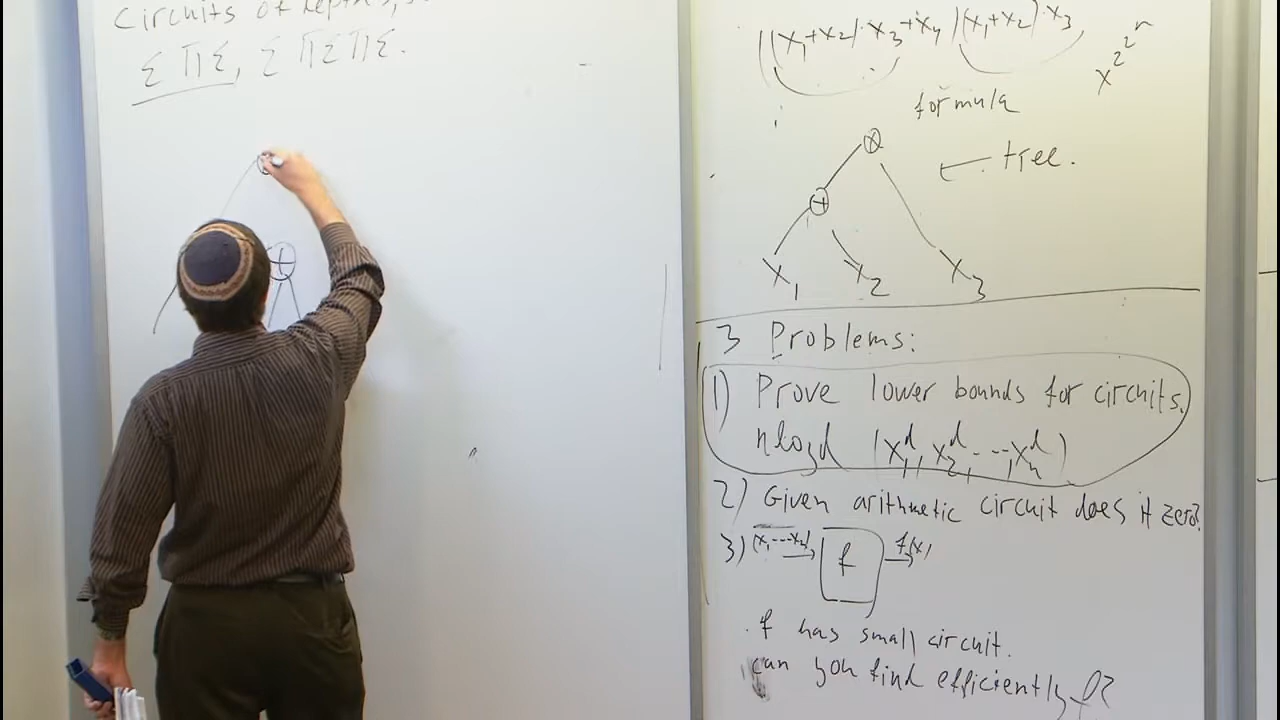 Circuits of depth 3,
Σ Π Σ, Σ Π Σ Π Σ.
+
((x₁+x₂)·x₃+x₄)(x₁+x₂)·x₃
x^2^2^n
formula
× ← tree.
+
x₁ x₂ x₃
3 Problems:
1) Prove lower bounds for circuits.
nlogd (x₁^d, x₂^d, ---, xₙ^d)
2) Given arithmetic circuit does it zero?
3) (x₁ ---xₙ) f f(x)
. f has small circuit.
can you find efficiently f?